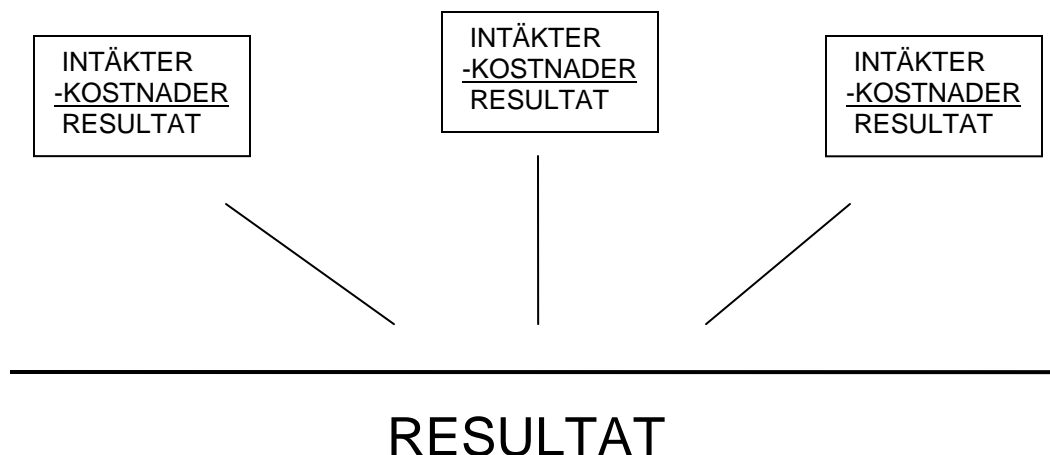 INTÄKTER
-KOSTNADER
RESULTAT
INTÄKTER
-KOSTNADER
RESULTAT
INTÄKTER
-KOSTNADER
RESULTAT
RESULTAT